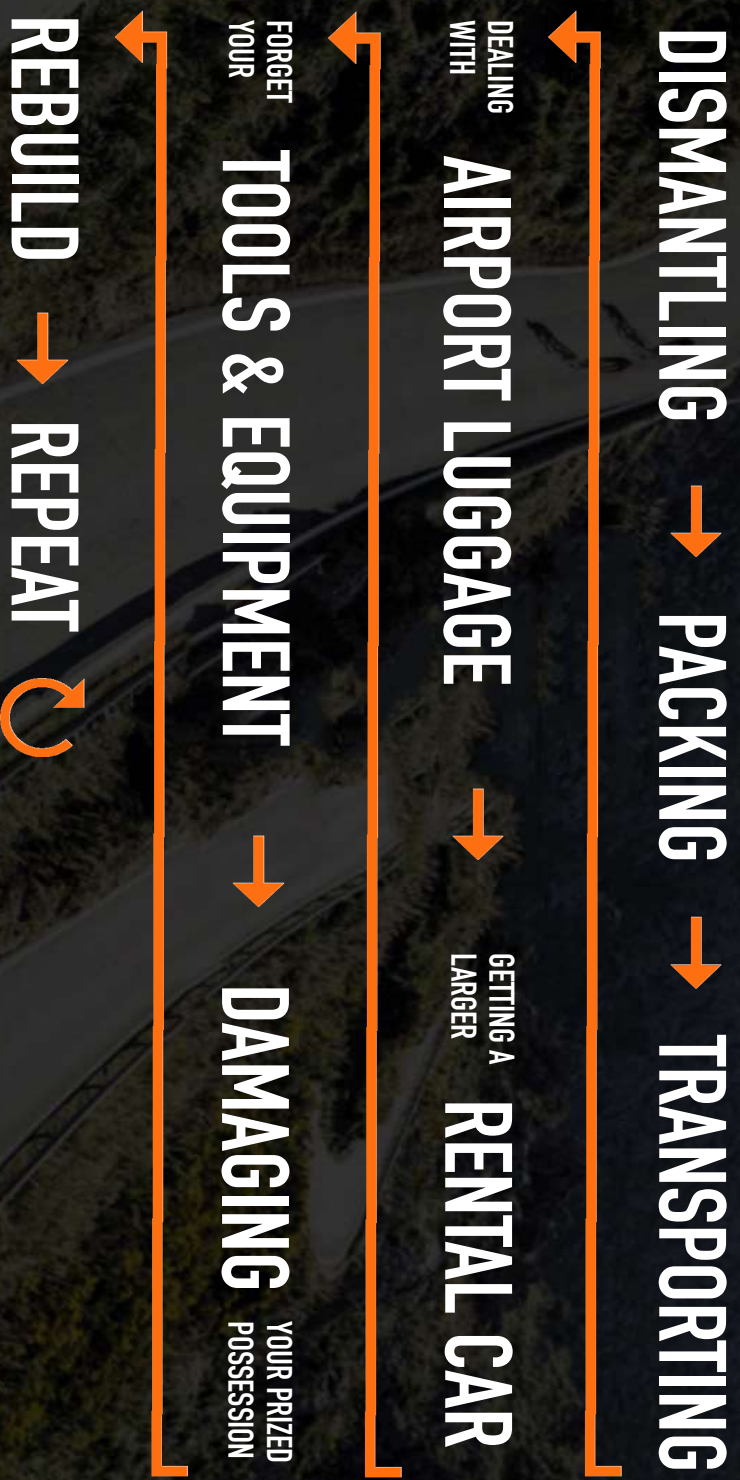 DISMANTLING → PACKING → TRANSPORTING
DEALING
WITH
AIRPORT LUGGAGE →
GETTING A
LARGER
RENTAL CAR
FORGET
YOUR
TOOLS & EQUIPMENT → DAMAGING
YOUR PRIZED
POSSESSION
REBUILD → REPEAT